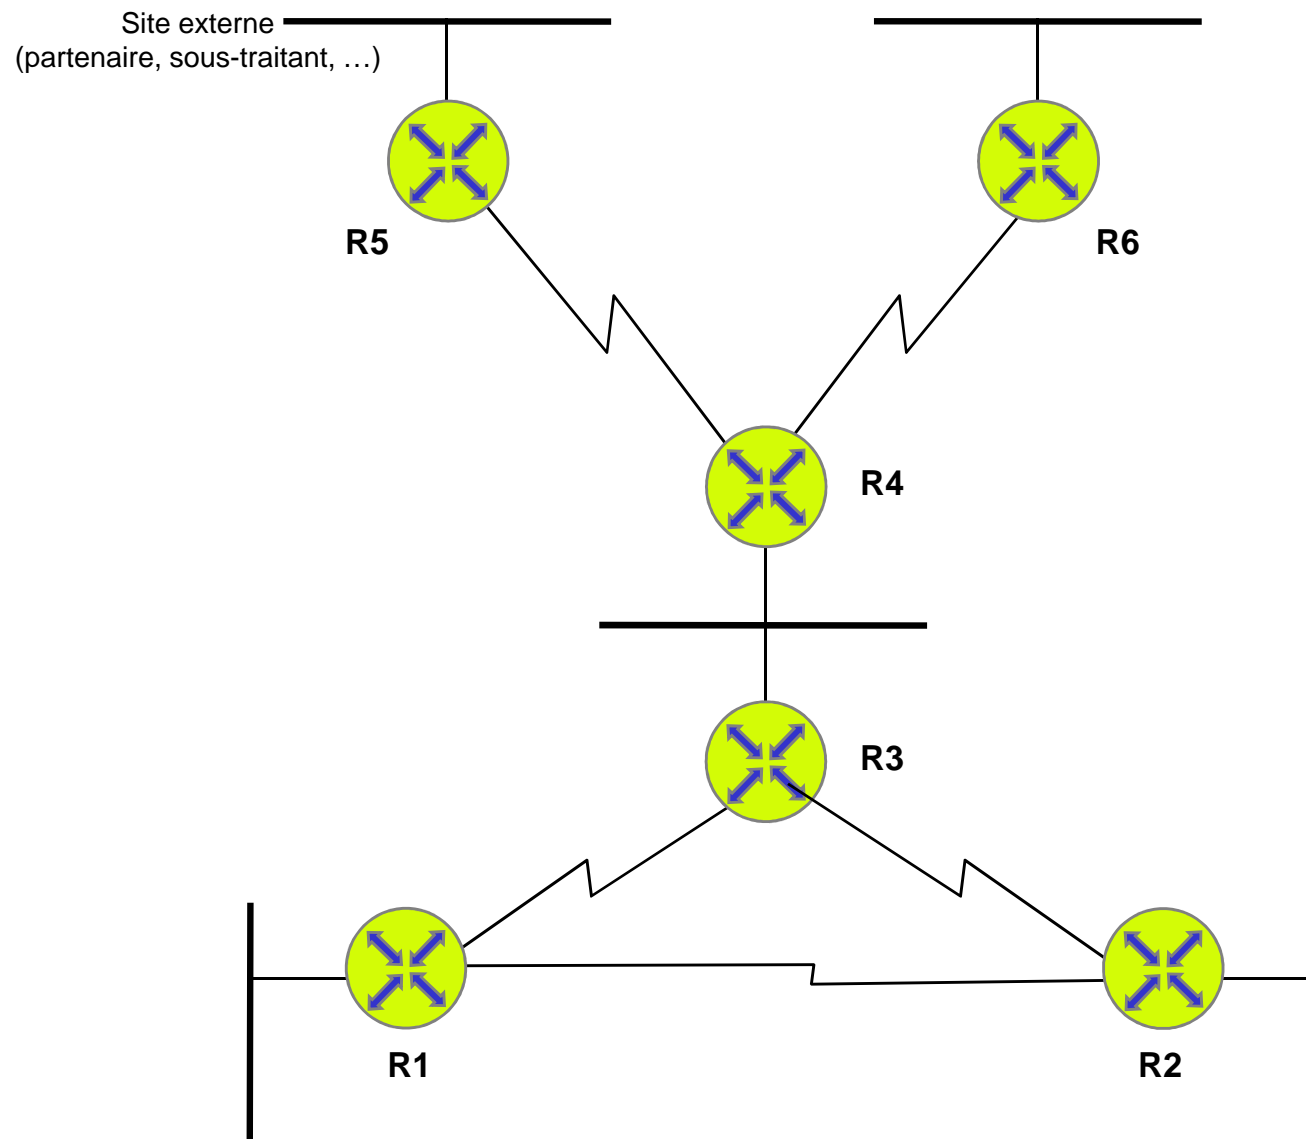 Site externe
(partenaire, sous-traitant, …)
R5
R6
R4
R3
R1
R2